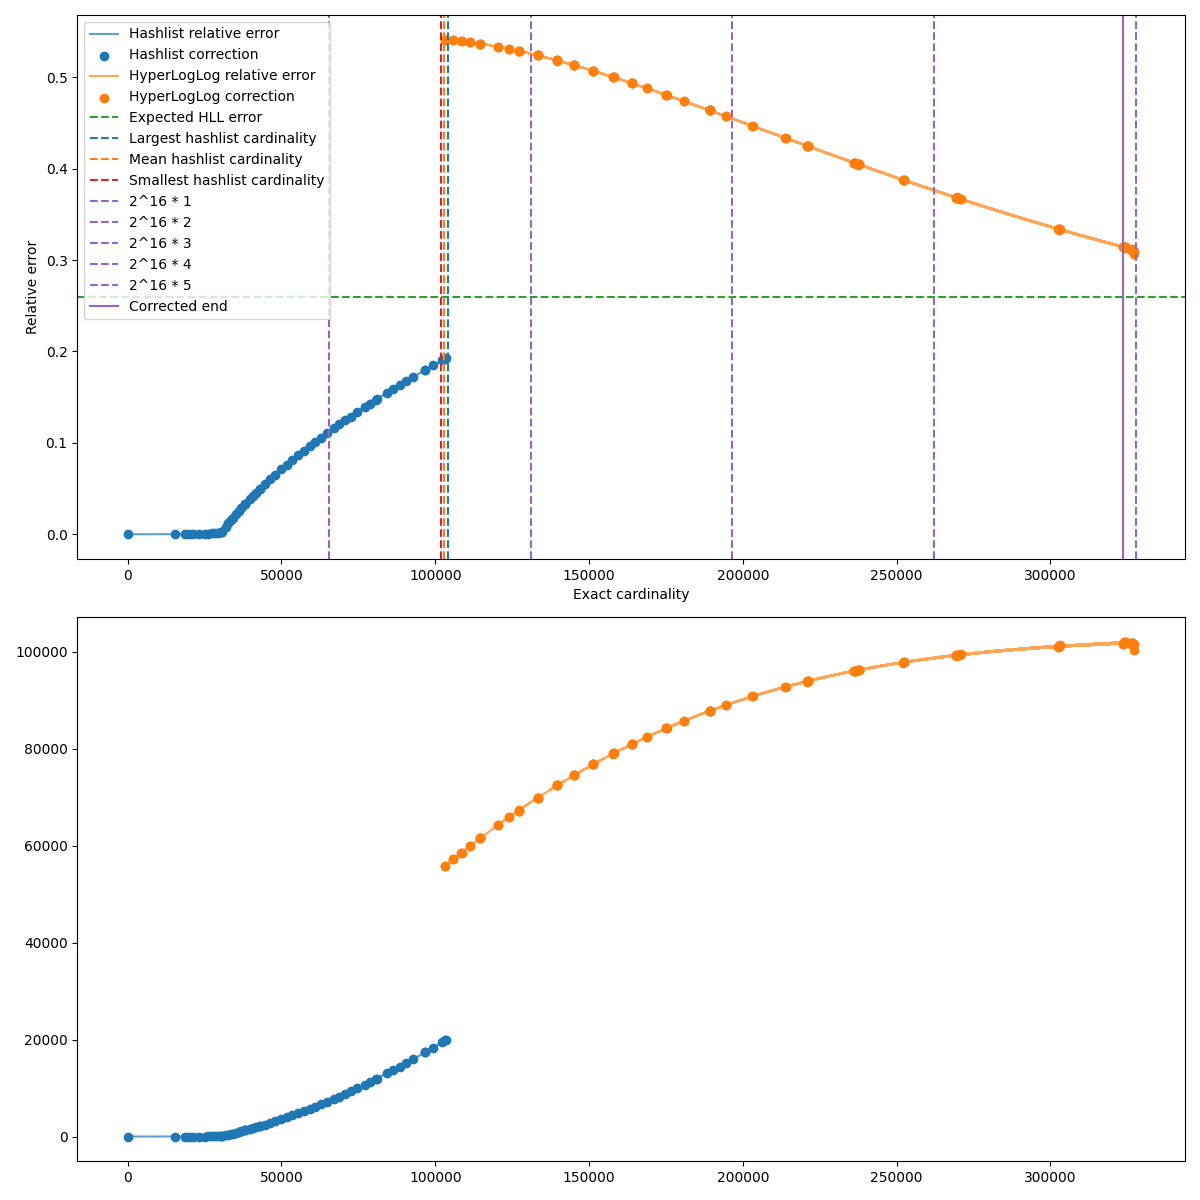 Hashlist relative error
Hashlist correction
HyperLogLog relative error
HyperLogLog correction
Expected HLL error
Largest hashlist cardinality
Mean hashlist cardinality
Smallest hashlist cardinality
2^16 * 1
2^16 * 2
2^16 * 3
2^16 * 4
2^16 * 5
Corrected end
Relative error
0.5
0.4
0.3
0.2
0.1
0.0
0 50000 100000 150000 200000 250000 300000
Exact cardinality
100000
80000
60000
40000
20000
0
0 50000 100000 150000 200000 250000 300000